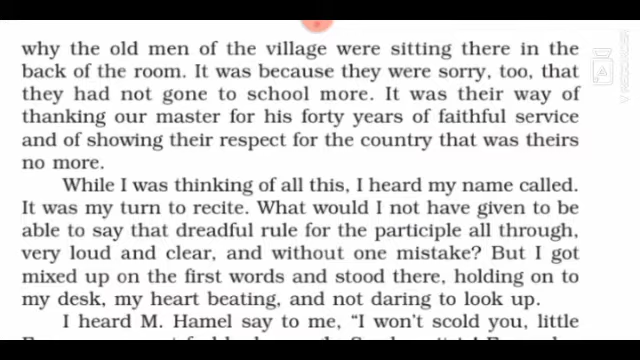 why the old men of the village were sitting there in the
back of the room. It was because they were sorry, too, that
they had not gone to school more. It was their way of
thanking our master for his forty years of faithful service
and of showing their respect for the country that was theirs
no more.
While I was thinking of all this, I heard my name called.
It was my turn to recite. What would I not have given to be
able to say that dreadful rule for the participle all through,
very loud and clear, and without one mistake? But I got
mixed up on the first words and stood there, holding on to
my desk, my heart beating, and not daring to look up.
I heard M. Hamel say to me, “I won’t scold you, little
V RECORDER